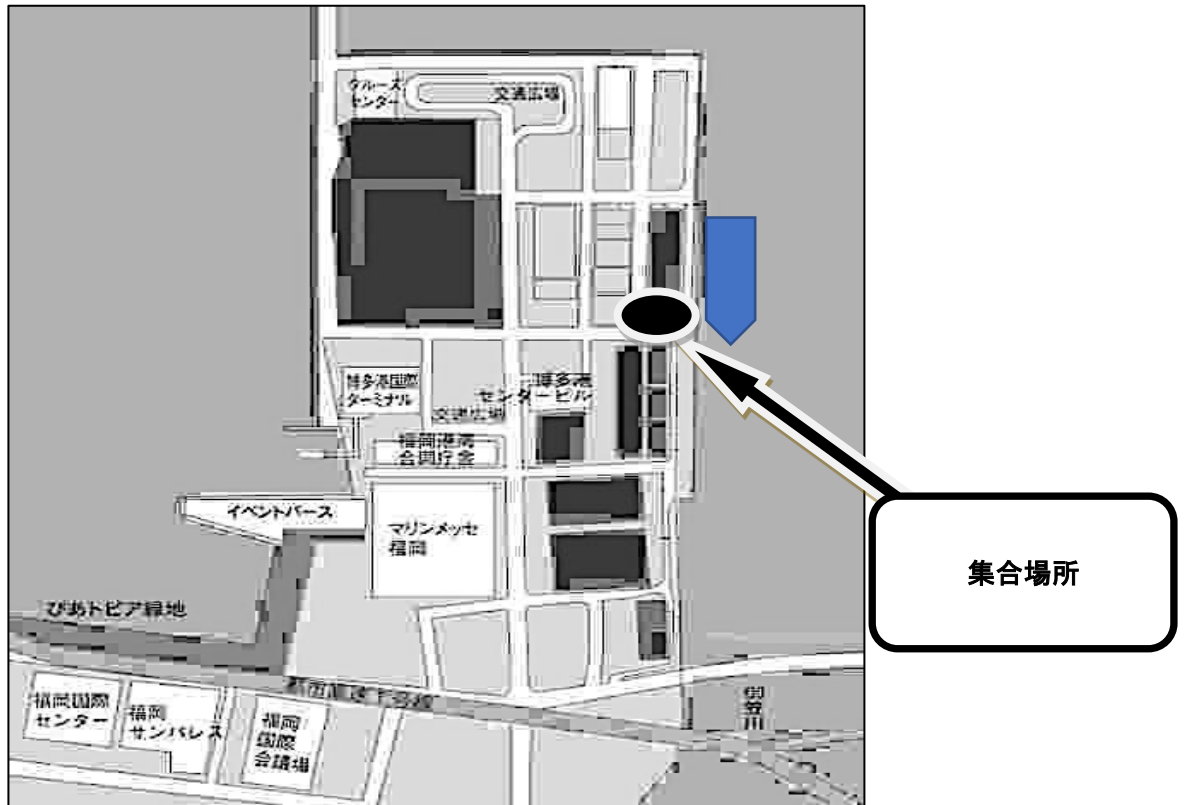 クルーズ
センター
交通広場
博多港国際
ターミナル
博多港
センタービル
交通広場
福岡港湾
合同庁舎
イベントバース
マリンメッセ
福岡
集合場所
ぴあトピア緑地
都市高速1号線
御笠川
福岡国際
センター
福岡
サンパレス
福岡
国際
会議場